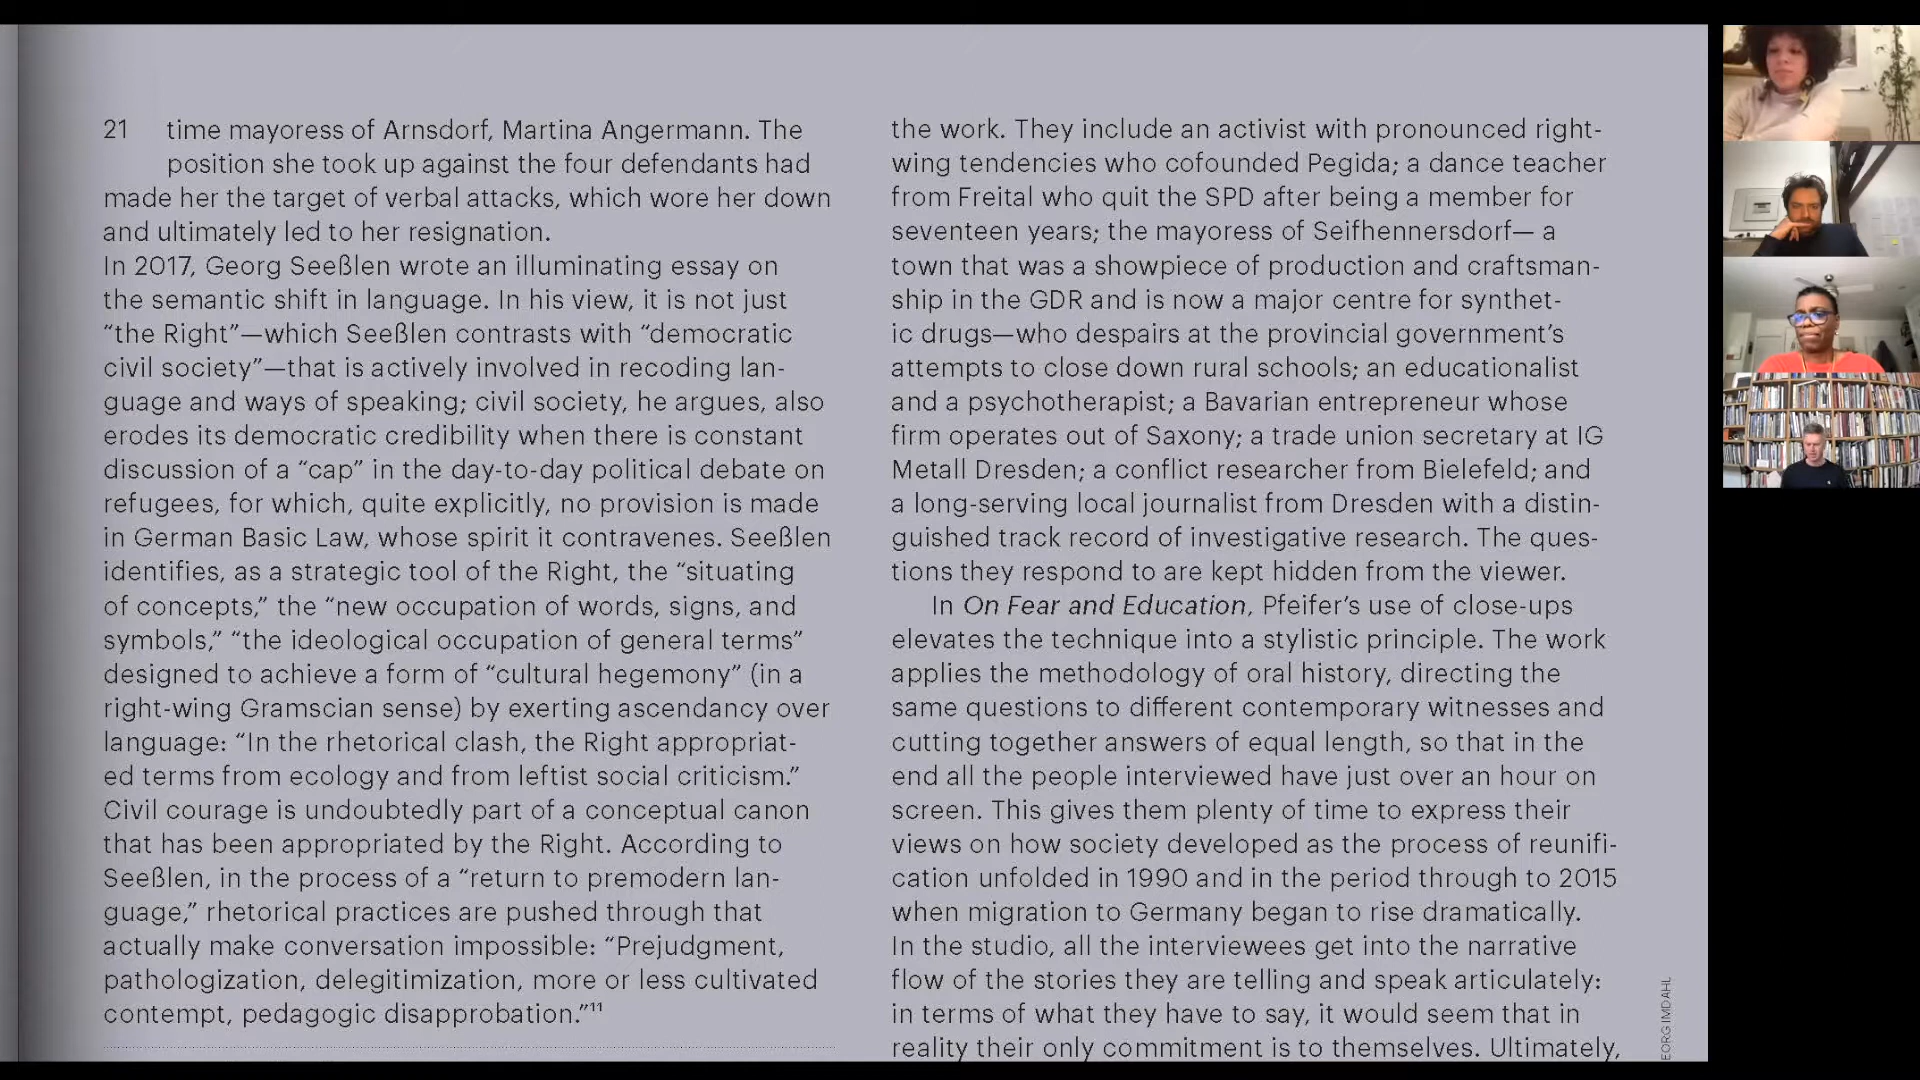 21 time mayoress of Arnsdorf, Martina Angermann. The
position she took up against the four defendants had
made her the target of verbal attacks, which wore her down
and ultimately led to her resignation.
In 2017, Georg Seeßlen wrote an illuminating essay on
the semantic shift in language. In his view, it is not just
“the Right”—which Seeßlen contrasts with “democratic
civil society”—that is actively involved in recoding lan-
guage and ways of speaking; civil society, he argues, also
erodes its democratic credibility when there is constant
discussion of a “cap” in the day-to-day political debate on
refugees, for which, quite explicitly, no provision is made
in German Basic Law, whose spirit it contravenes. Seeßlen
identifies, as a strategic tool of the Right, the “situating
of concepts,” the “new occupation of words, signs, and
symbols,” “the ideological occupation of general terms”
designed to achieve a form of “cultural hegemony” (in a
right-wing Gramscian sense) by exerting ascendancy over
language: “In the rhetorical clash, the Right appropriat-
ed terms from ecology and from leftist social criticism.”
Civil courage is undoubtedly part of a conceptual canon
that has been appropriated by the Right. According to
Seeßlen, in the process of a “return to premodern lan-
guage,” rhetorical practices are pushed through that
actually make conversation impossible: “Prejudgment,
pathologization, delegitimization, more or less cultivated
contempt, pedagogic disapprobation.”¹¹
the work. They include an activist with pronounced right-
wing tendencies who cofounded Pegida; a dance teacher
from Freital who quit the SPD after being a member for
seventeen years; the mayoress of Seifhennersdorf— a
town that was a showpiece of production and craftsman-
ship in the GDR and is now a major centre for synthet-
ic drugs—who despairs at the provincial government’s
attempts to close down rural schools; an educationalist
and a psychotherapist; a Bavarian entrepreneur whose
firm operates out of Saxony; a trade union secretary at IG
Metall Dresden; a conflict researcher from Bielefeld; and
a long-serving local journalist from Dresden with a distin-
guished track record of investigative research. The ques-
tions they respond to are kept hidden from the viewer.
In On Fear and Education, Pfeifer’s use of close-ups
elevates the technique into a stylistic principle. The work
applies the methodology of oral history, directing the
same questions to different contemporary witnesses and
cutting together answers of equal length, so that in the
end all the people interviewed have just over an hour on
screen. This gives them plenty of time to express their
views on how society developed as the process of reunifi-
cation unfolded in 1990 and in the period through to 2015
when migration to Germany began to rise dramatically.
In the studio, all the interviewees get into the narrative
flow of the stories they are telling and speak articulately:
in terms of what they have to say, it would seem that in
reality their only commitment is to themselves. Ultimately,
EORG IMDAHL